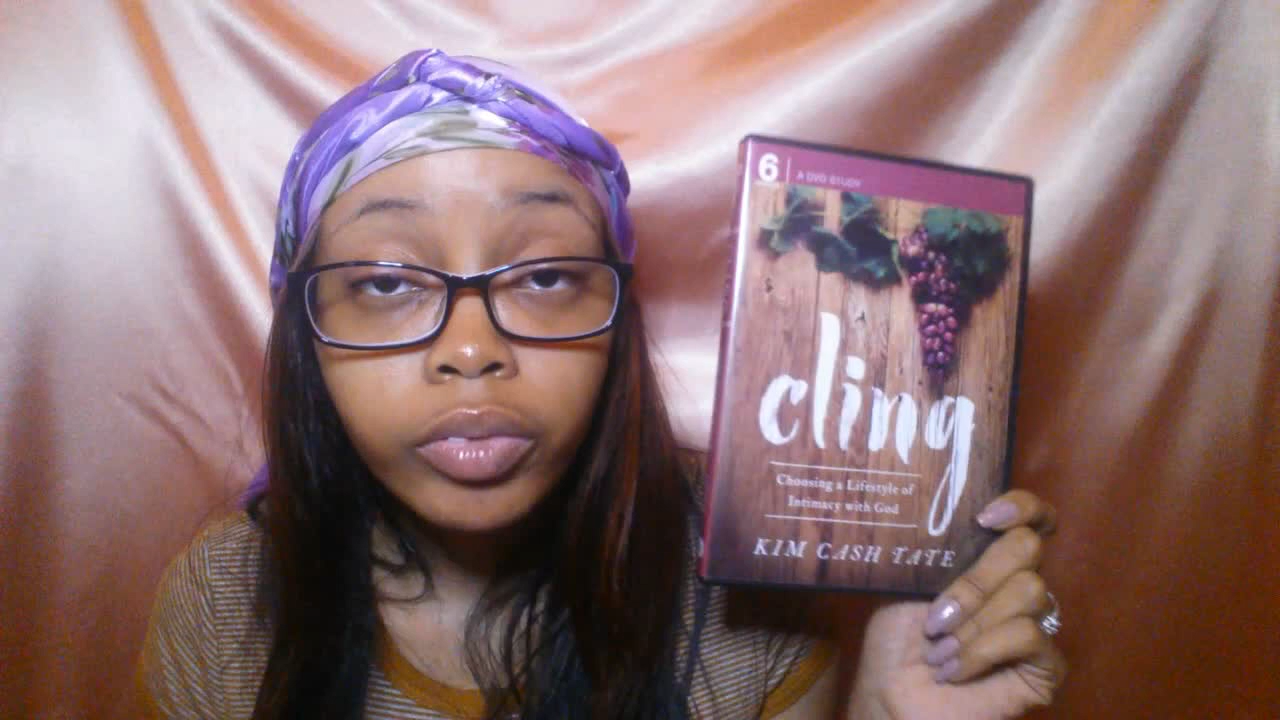 6 A DVD STUDY
cling
Choosing a Lifestyle of
Intimacy with God
KIM CASH TATE